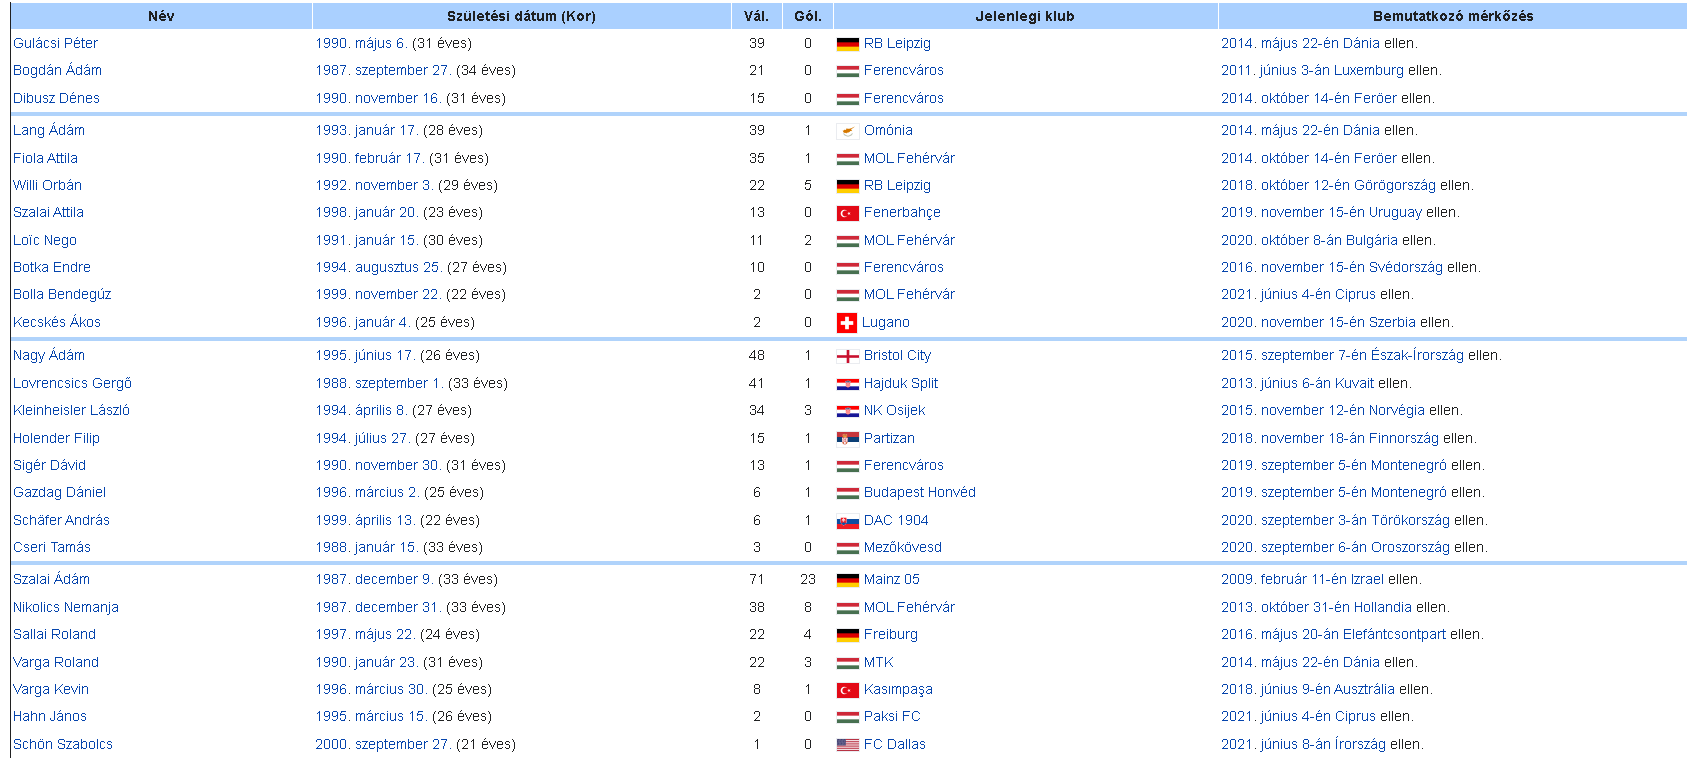 Név Születési dátum (Kor) Vál. Gól. Jelenlegi klub Bemutatkozó mérkőzés
Gulácsi Péter 1990. május 6. (31 éves) 39 0 RB Leipzig 2014. május 22-én Dánia ellen.
Bogdán Ádám 1987. szeptember 27. (34 éves) 21 0 Ferencváros 2011. június 3-án Luxemburg ellen.
Dibusz Dénes 1990. november 16. (31 éves) 15 0 Ferencváros 2014. október 14-én Feröer ellen.
Lang Ádám 1993. január 17. (28 éves) 39 1 Omónia 2014. május 22-én Dánia ellen.
Fiola Attila 1990. február 17. (31 éves) 35 1 MOL Fehérvár 2014. október 14-én Feröer ellen.
Willi Orbán 1992. november 3. (29 éves) 22 5 RB Leipzig 2018. október 12-én Görögország ellen.
Szalai Attila 1998. január 20. (23 éves) 13 0 Fenerbahçe 2019. november 15-én Uruguay ellen.
Loïc Nego 1991. január 15. (30 éves) 11 2 MOL Fehérvár 2020. október 8-án Bulgária ellen.
Botka Endre 1994. augusztus 25. (27 éves) 10 0 Ferencváros 2016. november 15-én Svédország ellen.
Bolla Bendegúz 1999. november 22. (22 éves) 2 0 MOL Fehérvár 2021. június 4-én Ciprus ellen.
Kecskés Ákos 1996. január 4. (25 éves) 2 0 Lugano 2020. november 15-én Szerbia ellen.
Nagy Ádám 1995. június 17. (26 éves) 48 1 Bristol City 2015. szeptember 7-én Észak-Írország ellen.
Lovrencsics Gergő 1988. szeptember 1. (33 éves) 41 1 Hajduk Split 2013. június 6-án Kuvait ellen.
Kleinheisler László 1994. április 8. (27 éves) 34 3 NK Osijek 2015. november 12-én Norvégia ellen.
Holender Filip 1994. július 27. (27 éves) 15 1 Partizan 2018. november 18-án Finnország ellen.
Sigér Dávid 1990. november 30. (31 éves) 13 1 Ferencváros 2019. szeptember 5-én Montenegró ellen.
Gazdag Dániel 1996. március 2. (25 éves) 6 1 Budapest Honvéd 2019. szeptember 5-én Montenegró ellen.
Schäfer András 1999. április 13. (22 éves) 6 1 DAC 1904 2020. szeptember 3-án Törökország ellen.
Cseri Tamás 1988. január 15. (33 éves) 3 0 Mezőkövesd 2020. szeptember 6-án Oroszország ellen.
Szalai Ádám 1987. december 9. (33 éves) 71 23 Mainz 05 2009. február 11-én Izrael ellen.
Nikolics Nemanja 1987. december 31. (33 éves) 38 8 MOL Fehérvár 2013. október 31-én Hollandia ellen.
Sallai Roland 1997. május 22. (24 éves) 22 4 Freiburg 2016. május 20-án Elefántcsontpart ellen.
Varga Roland 1990. január 23. (31 éves) 22 3 MTK 2014. május 22-én Dánia ellen.
Varga Kevin 1996. március 30. (25 éves) 8 1 Kasımpaşa 2018. június 9-én Ausztrália ellen.
Hahn János 1995. március 15. (26 éves) 2 0 Paksi FC 2021. június 4-én Ciprus ellen.
Schön Szabolcs 2000. szeptember 27. (21 éves) 1 0 FC Dallas 2021. június 8-án Írország ellen.